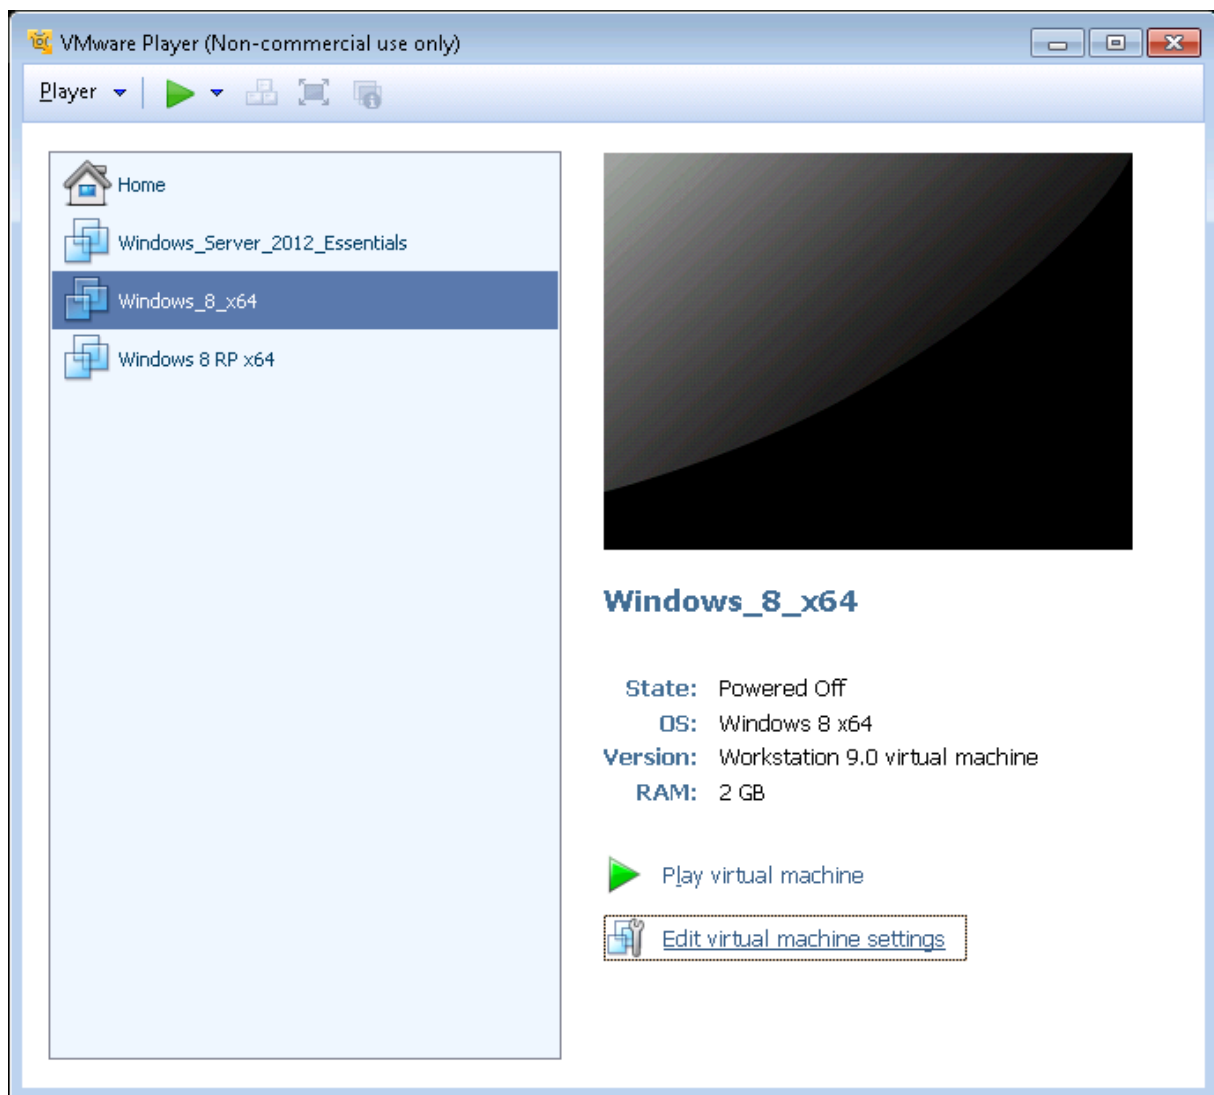 VMware Player (Non-commercial use only)
Player
Home
Windows_Server_2012_Essentials
Windows_8_x64
Windows 8 RP x64
Windows_8_x64
State: Powered Off
OS: Windows 8 x64
Version: Workstation 9.0 virtual machine
RAM: 2 GB
Play virtual machine
Edit virtual machine settings